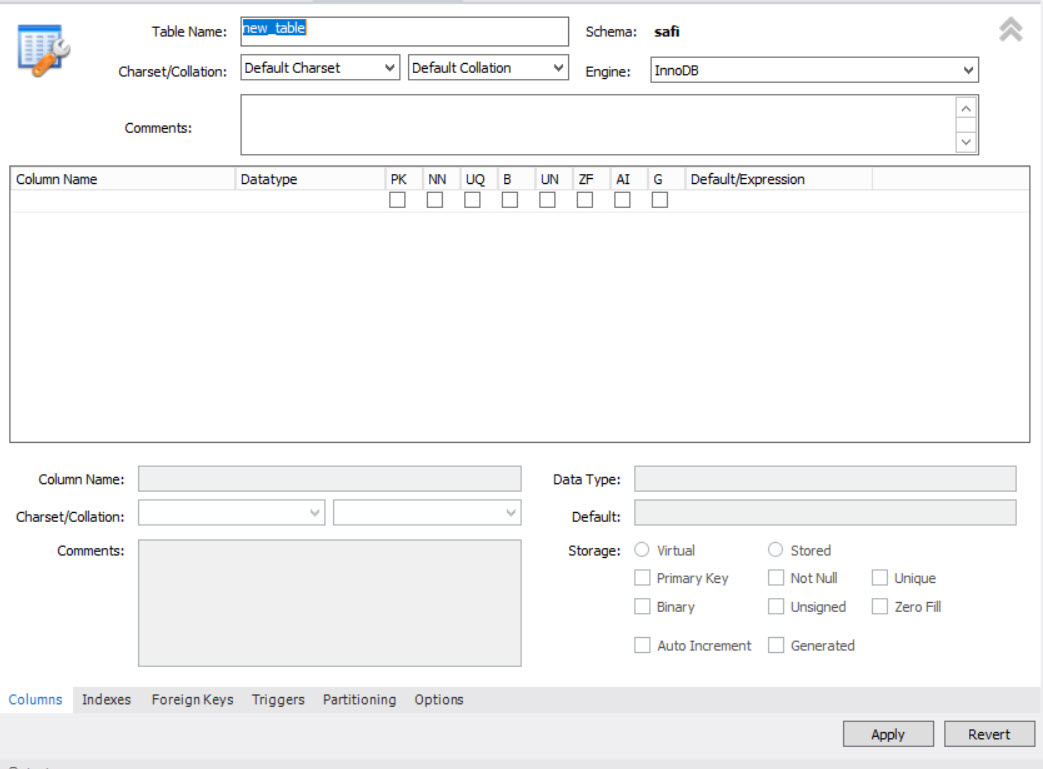 Table Name: new_table Schema: safi
Charset/Collation: Default Charset Default Collation Engine: InnoDB
Comments:
Column Name Datatype PK NN UQ B UN ZF AI G Default/Expression
Column Name: Data Type:
Charset/Collation: Default:
Comments: Storage: Virtual Stored
Primary Key Not Null Unique
Binary Unsigned Zero Fill
Auto Increment Generated
Columns Indexes Foreign Keys Triggers Partitioning Options
Apply Revert